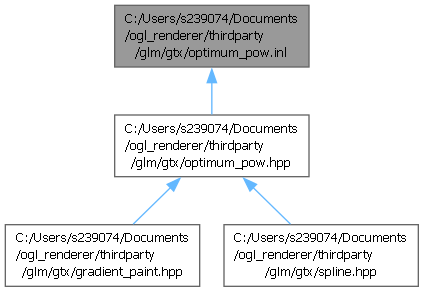 C:/Users/s239074/Documents
/ogl_renderer/thirdparty
/glm/gtx/optimum_pow.inl
C:/Users/s239074/Documents
/ogl_renderer/thirdparty
/glm/gtx/optimum_pow.hpp
C:/Users/s239074/Documents
/ogl_renderer/thirdparty
/glm/gtx/gradient_paint.hpp
C:/Users/s239074/Documents
/ogl_renderer/thirdparty
/glm/gtx/spline.hpp